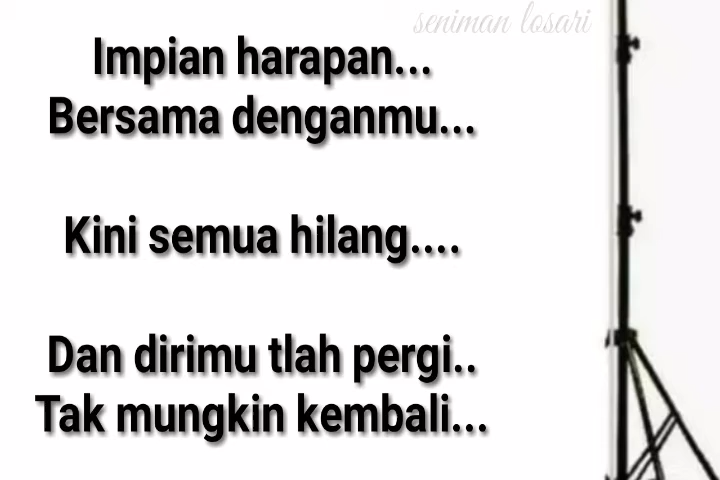 seniman losari
Impian harapan...
Bersama denganmu...
Kini semua hilang....
Dan dirimu tlah pergi..
Tak mungkin kembali...